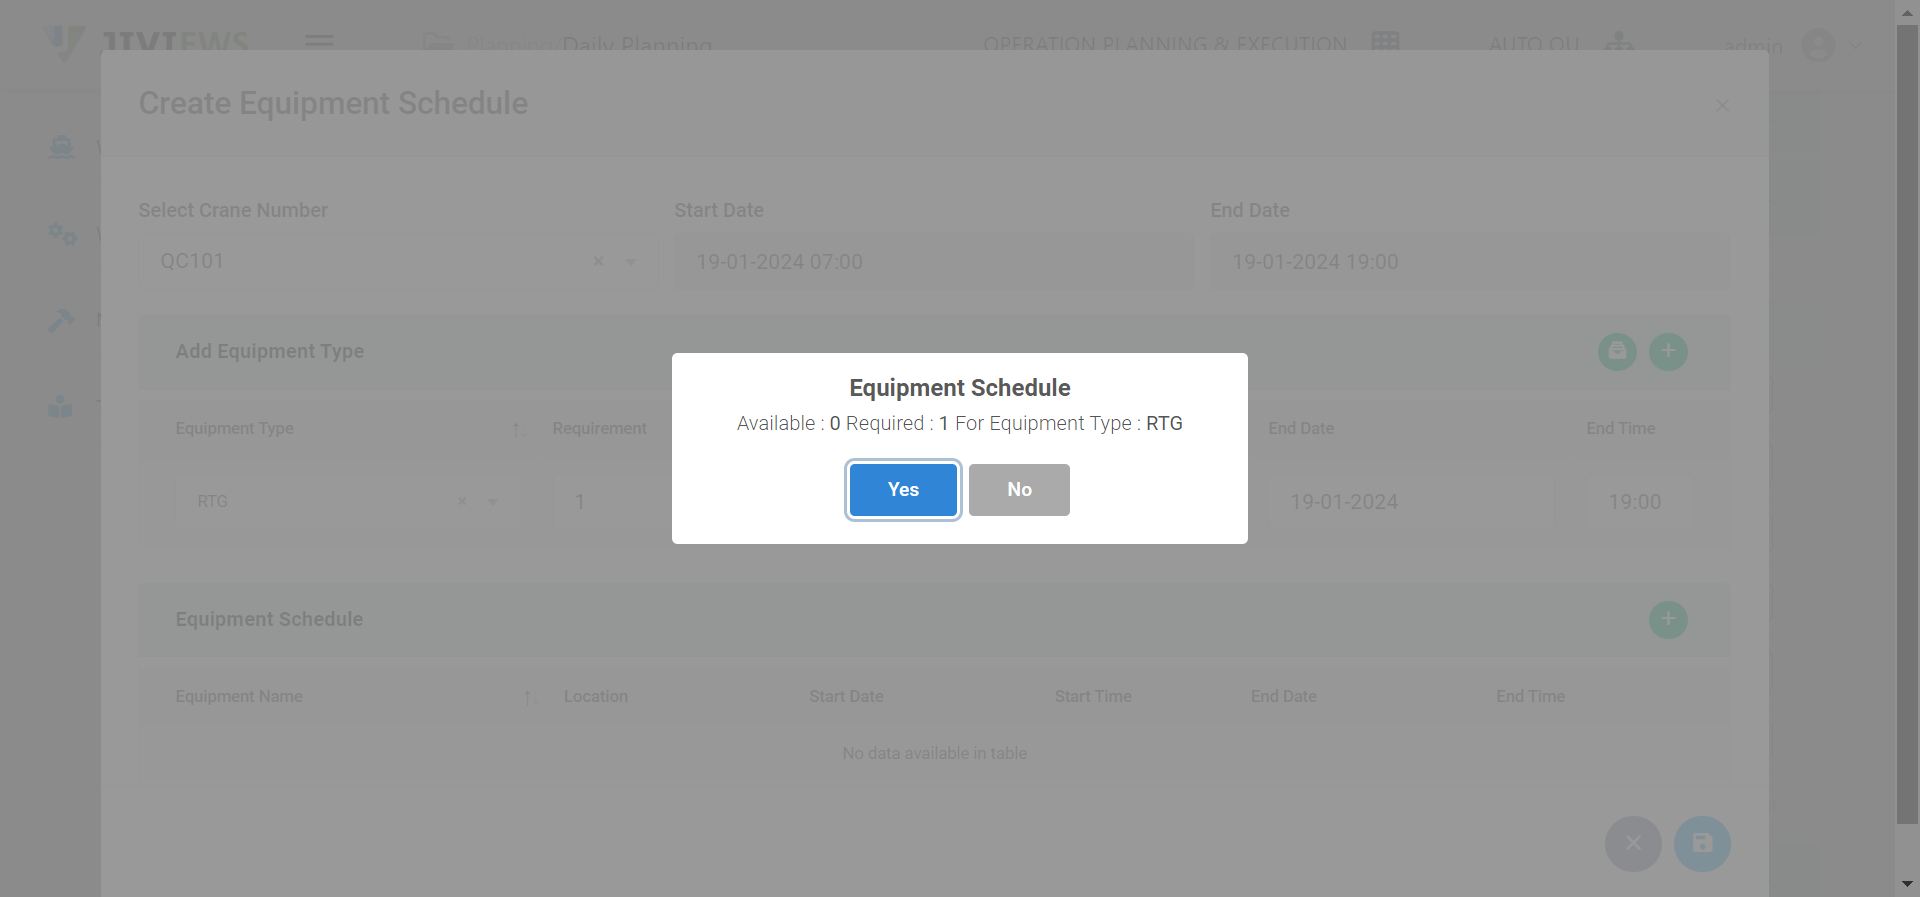 JIVIEWS
Planning/Daily Planning
OPERATION PLANNING & EXECUTION
AUTO QU
admin
Create Equipment Schedule
×
Select Crane Number
Start Date
End Date
QC101
19-01-2024 07:00
19-01-2024 19:00
Add Equipment Type
Equipment Schedule
Available : 0 Required : 1 For Equipment Type : RTG
Yes
No
Equipment Type
Requirement
End Date
End Time
RTG
1
19-01-2024
19:00
Equipment Schedule
Equipment Name
Location
Start Date
Start Time
End Date
End Time
No data available in table